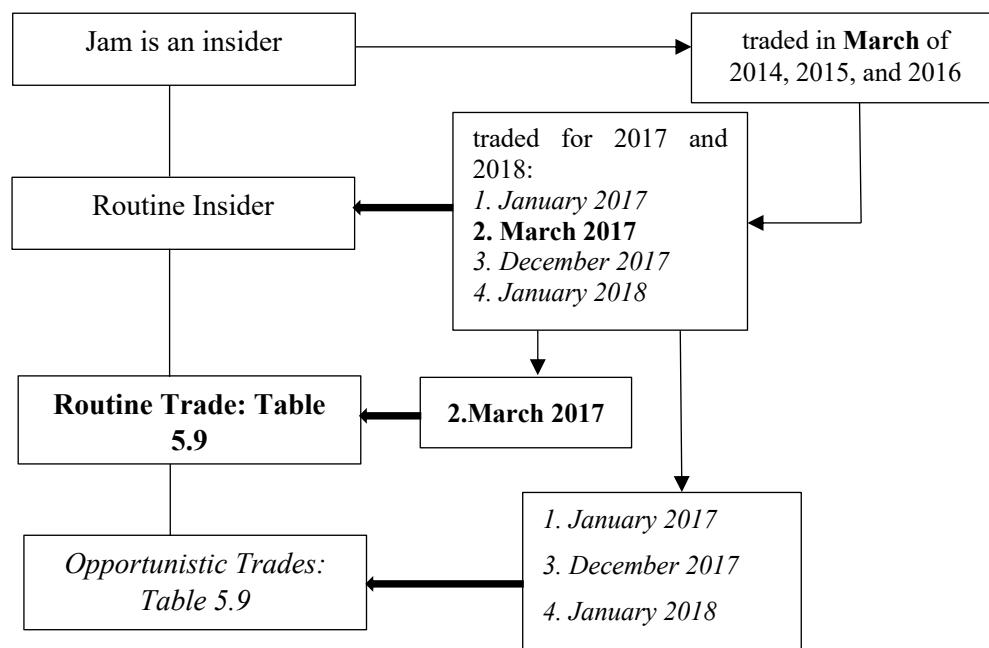 Jam is an insider
traded in March of
2014, 2015, and 2016
traded for 2017 and
2018:
1. January 2017
2. March 2017
3. December 2017
4. January 2018
Routine Insider
Routine Trade: Table
5.9
2.March 2017
Opportunistic Trades:
Table 5.9
1. January 2017
3. December 2017
4. January 2018